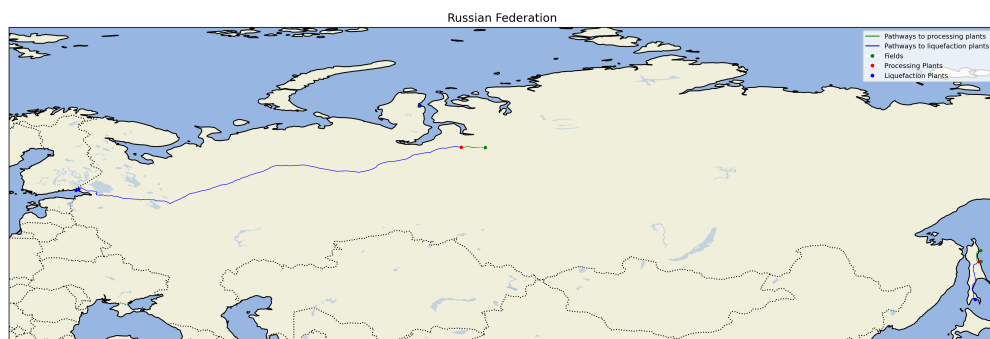 Russian Federation
Pathways to processing plants
Pathways to liquefaction plants
Fields
Processing Plants
Liquefaction Plants